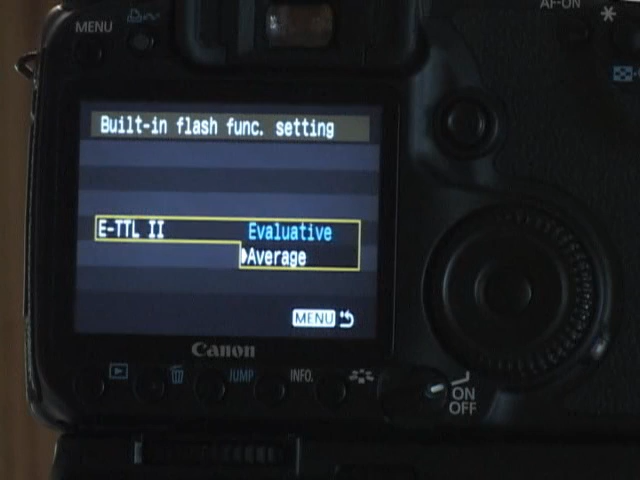 AF-ON
MENU
Built-in flash func. setting
E-TTL II
Evaluative
Average
MENU
Canon
JUMP
INFO.
ON
OFF